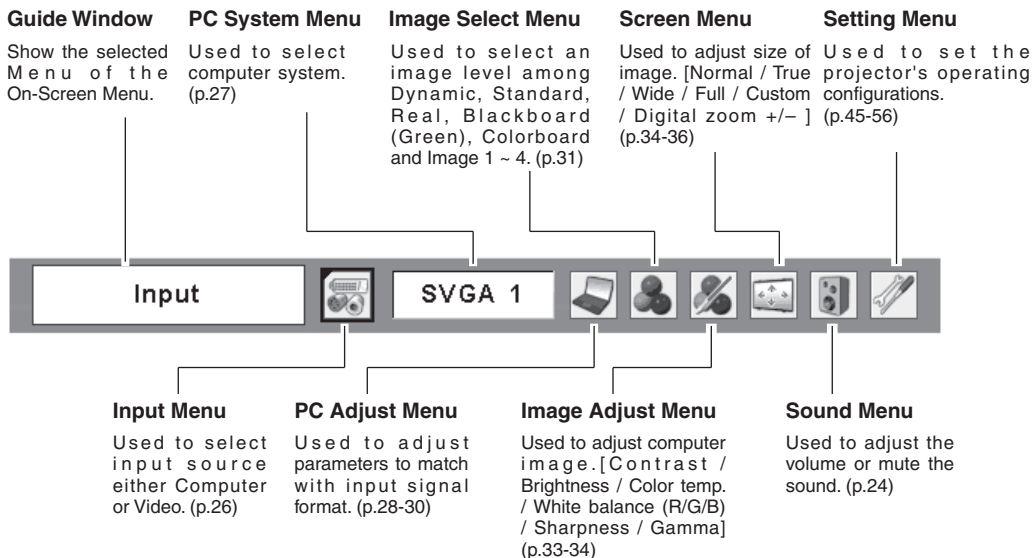 Guide Window
Show the selected
Menu of the
On-Screen Menu.
PC System Menu
Used to select
computer system.
(p.27)
Image Select Menu
Used to select an
image level among
Dynamic, Standard,
Real, Blackboard
(Green), Colorboard
and Image 1 ~ 4. (p.31)
Screen Menu
Used to adjust size of
image. [Normal / True
/ Wide / Full / Custom
/ Digital zoom +/– ]
(p.34-36)
Setting Menu
Used to set the
projector's operating
configurations.
(p.45-56)
Input
SVGA 1
Input Menu
Used to select
input source
either Computer
or Video. (p.26)
PC Adjust Menu
Used to adjust
parameters to match
with input signal
format. (p.28-30)
Image Adjust Menu
Used to adjust computer
image.[Contrast /
Brightness / Color temp.
/ White balance (R/G/B)
/ Sharpness / Gamma]
(p.33-34)
Sound Menu
Used to adjust the
volume or mute the
sound. (p.24)